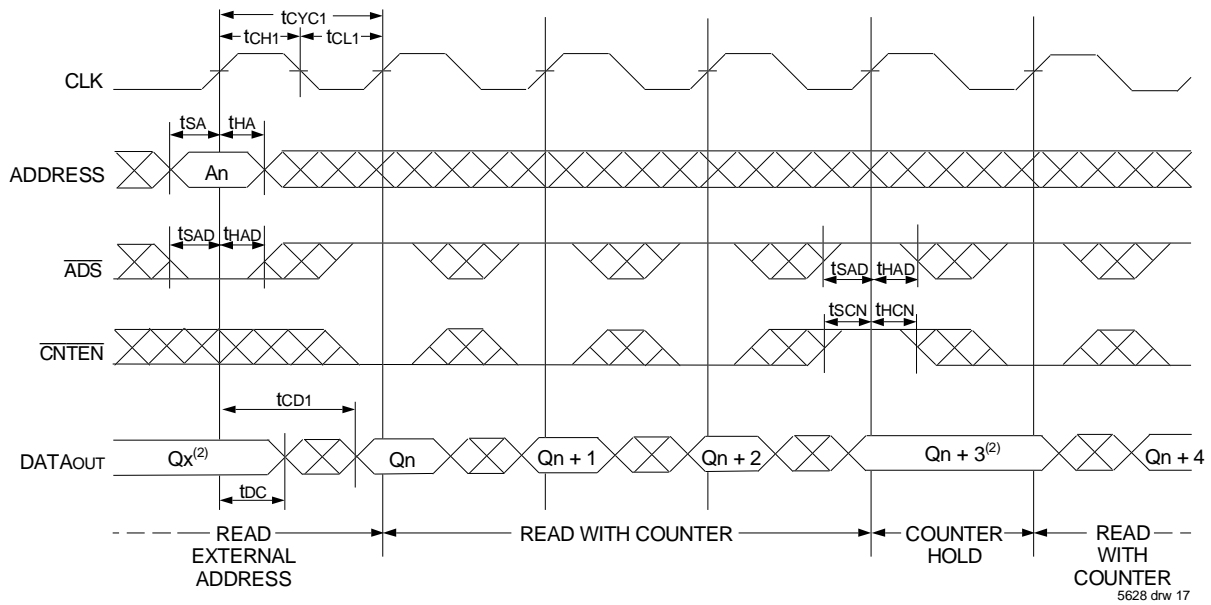 tCYC1
tCH1 tCL1
CLK
tSA tHA
ADDRESS An
tSAD tHAD
ADS
tSAD tHAD
tSCN tHCN
CNTEN
tCD1
DATAOUT Qx(2) Qn Qn + 1 Qn + 2 Qn + 3(2) Qn + 4
tDC
READ EXTERNAL ADDRESS
READ WITH COUNTER
COUNTER HOLD
READ WITH COUNTER
5628 drw 17